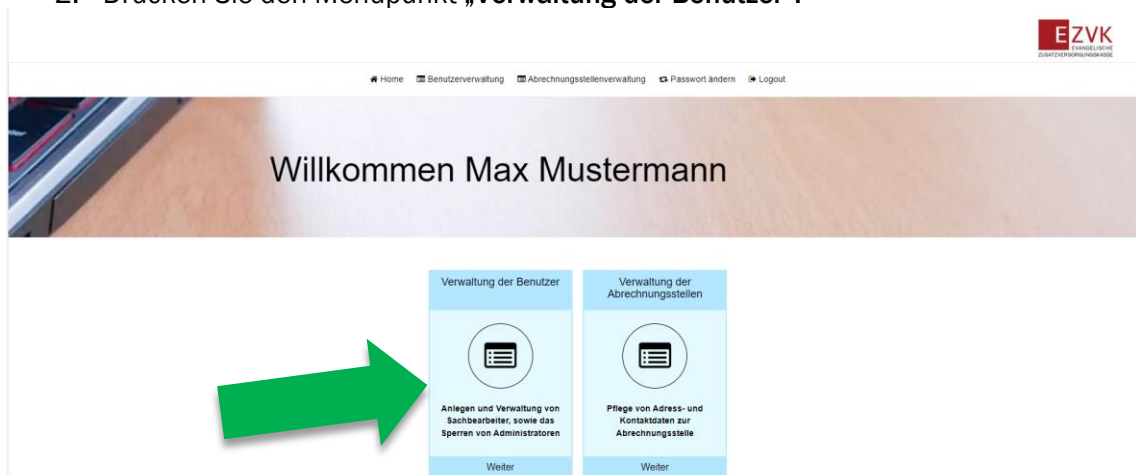 2. Drücken Sie den Menüpunkt „Verwaltung der Benutzer“.
EZVK
EVANGELISCHE
ZUSATZVERSORGUNGSKASSE
Home Benutzerverwaltung Abrechnungsstellenverwaltung Passwort ändern Logout
Willkommen Max Mustermann
Verwaltung der Benutzer
Anlegen und Verwaltung von
Sachbearbeiter, sowie das
Sperren von Administratoren
Weiter
Verwaltung der
Abrechnungsstellen
Pflege von Adress- und
Kontaktdaten zur
Abrechnungsstelle
Weiter